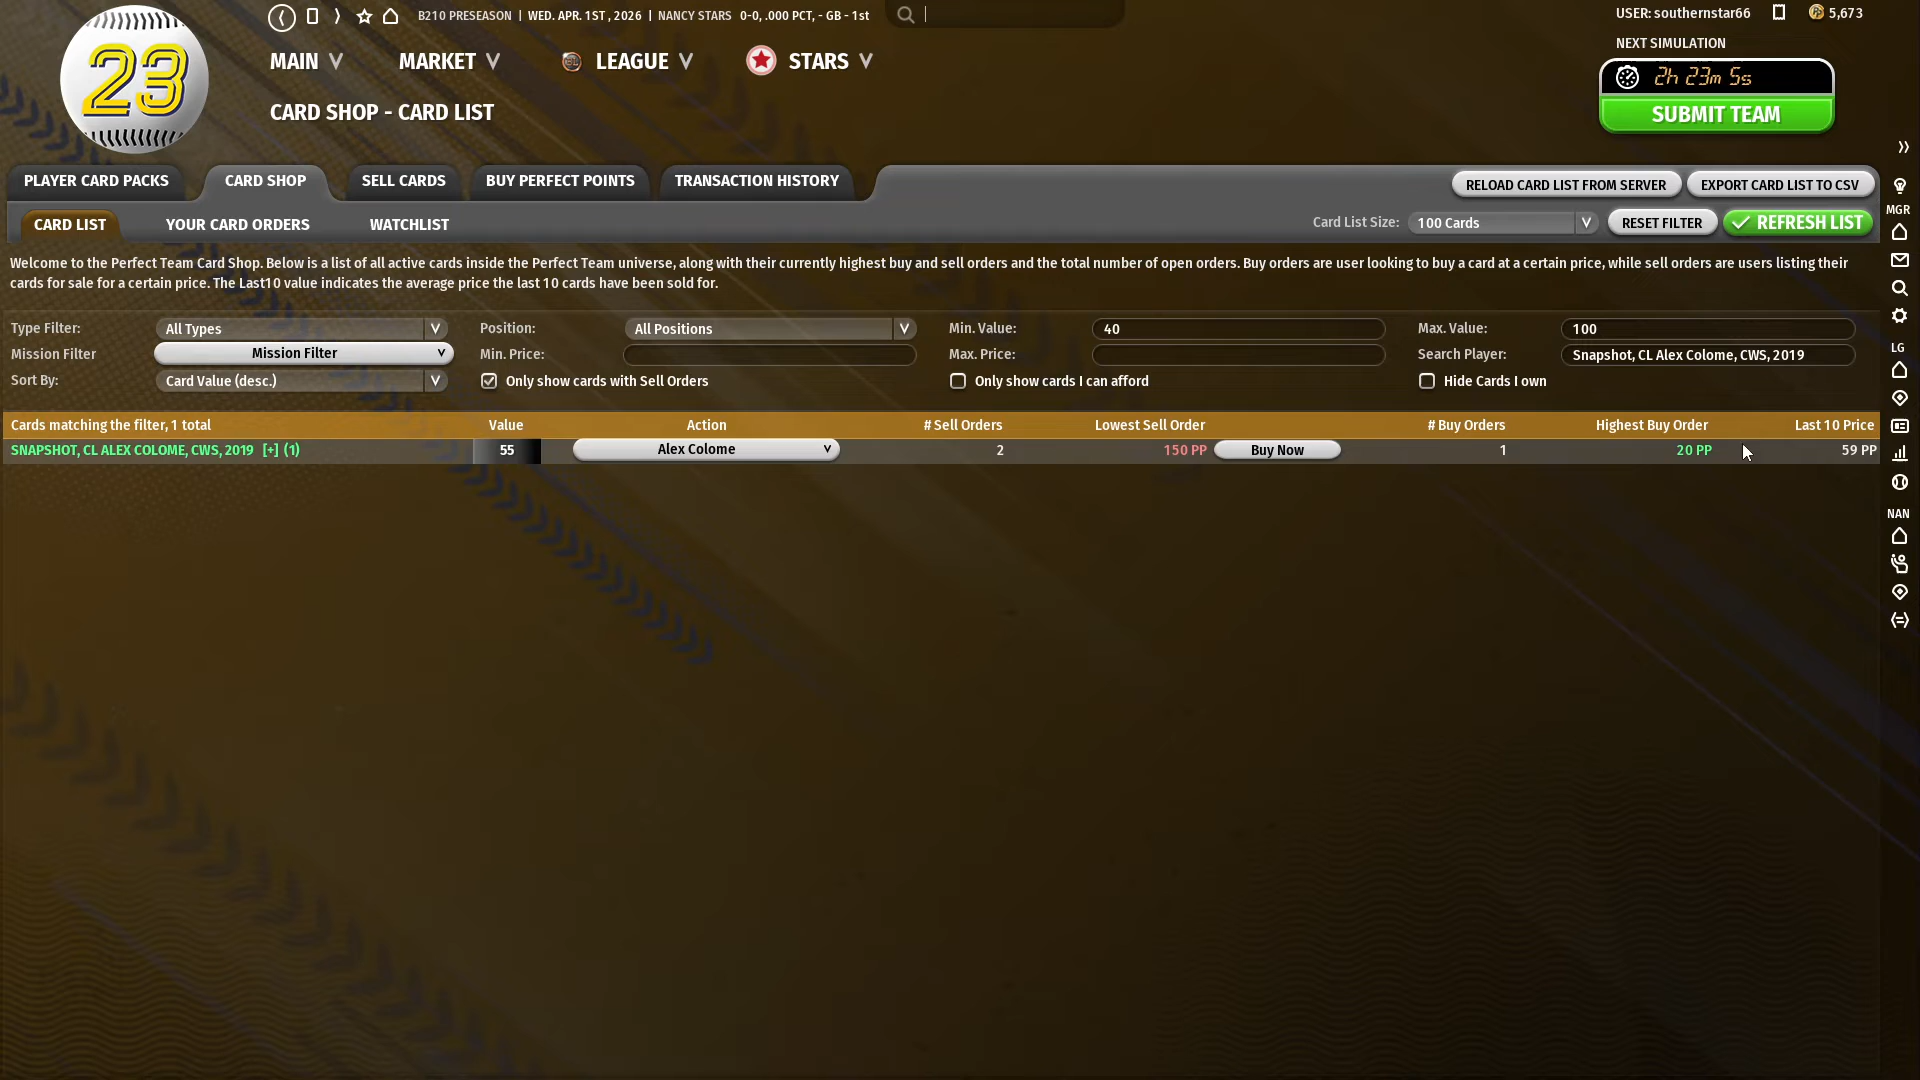 B210 PRESEASON | WED. APR. 1ST , 2026 | NANCY STARS 0-0, .000 PCT, - GB - 1st
USER: southernstar66
5,673
NEXT SIMULATION
2h 23m 5s
SUBMIT TEAM
23
MAIN MARKET LEAGUE STARS
CARD SHOP - CARD LIST
PLAYER CARD PACKS CARD SHOP SELL CARDS BUY PERFECT POINTS TRANSACTION HISTORY
RELOAD CARD LIST FROM SERVER EXPORT CARD LIST TO CSV
CARD LIST YOUR CARD ORDERS WATCHLIST
Card List Size: 100 Cards RESET FILTER REFRESH LIST
Welcome to the Perfect Team Card Shop. Below is a list of all active cards inside the Perfect Team universe, along with their currently highest buy and sell orders and the total number of open orders. Buy orders are user looking to buy a card at a certain price, while sell orders are users listing their
cards for sale for a certain price. The Last10 value indicates the average price the last 10 cards have been sold for.
Type Filter: All Types Position: All Positions Min. Value: 40 Max. Value: 100
Mission Filter Mission Filter Min. Price: Max. Price: Search Player: Snapshot, CL Alex Colome, CWS, 2019
Sort By: Card Value (desc.) Only show cards with Sell Orders Only show cards I can afford Hide Cards I own
Cards matching the filter, 1 total Value Action # Sell Orders Lowest Sell Order # Buy Orders Highest Buy Order Last 10 Price
SNAPSHOT, CL ALEX COLOME, CWS, 2019 [+] (1) 55 Alex Colome 2 150 PP Buy Now 1 20 PP 59 PP
MGR
LG
NAN